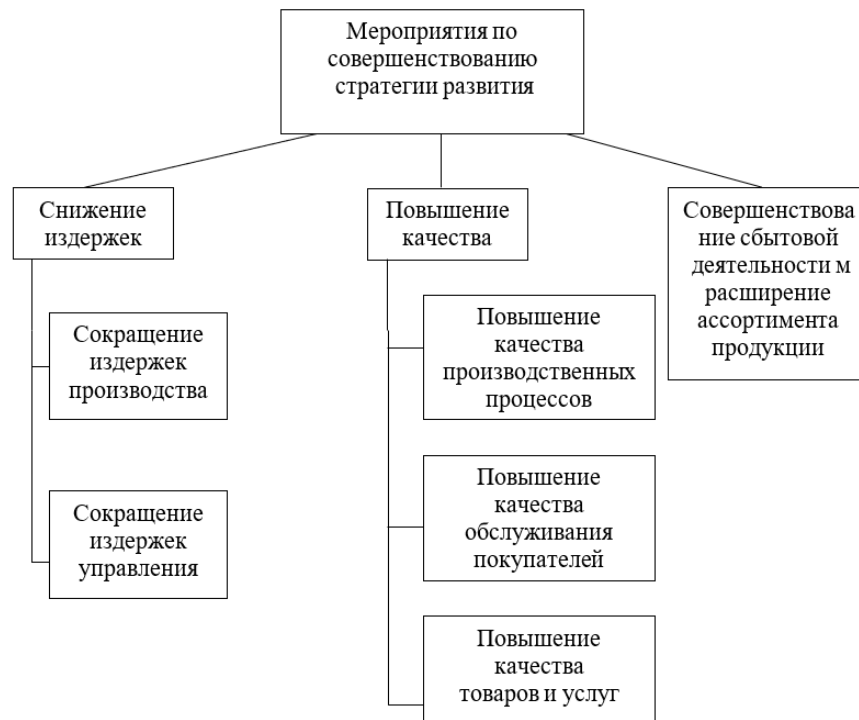 Мероприятия по
совершенствованию
стратегии развития
Снижение
издержек
Повышение
качества
Совершенствова
ние сбытовой
деятельности м
расширение
ассортимента
продукции
Сокращение
издержек
производства
Повышение
качества
производственных
процессов
Сокращение
издержек
управления
Повышение
качества
обслуживания
покупателей
Повышение
качества
товаров и услуг